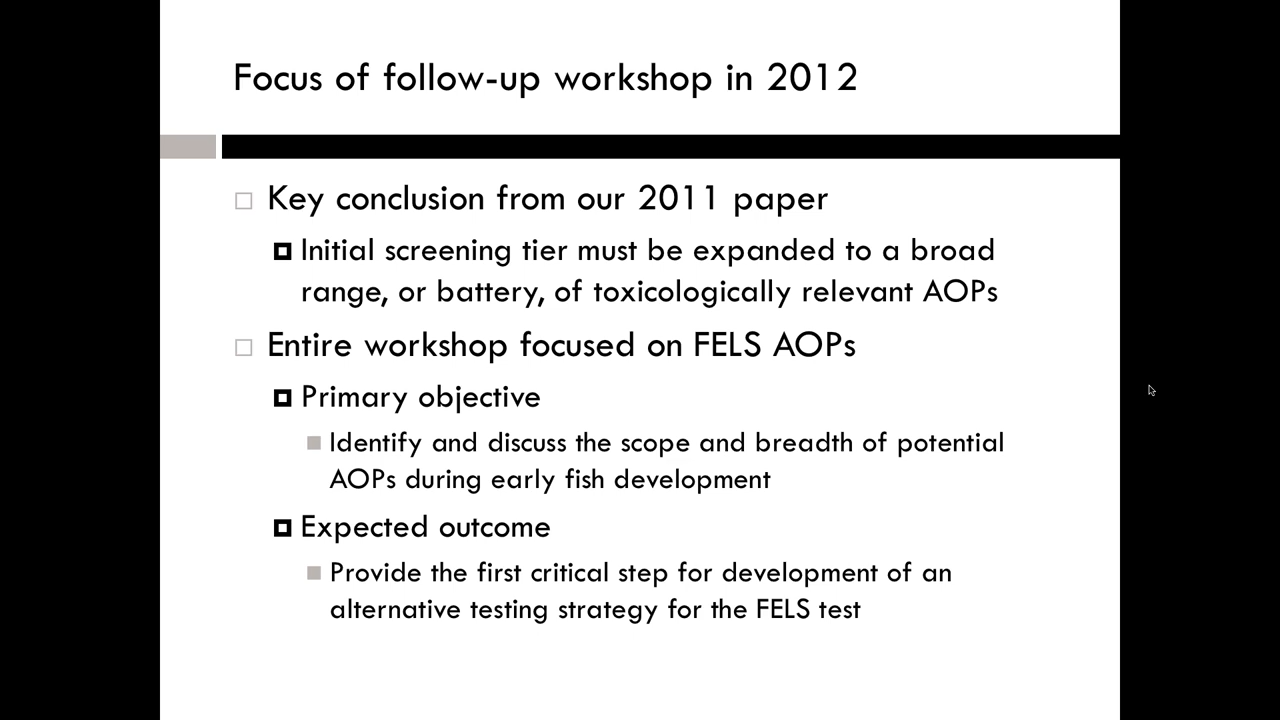 Focus of follow-up workshop in 2012
Key conclusion from our 2011 paper
Initial screening tier must be expanded to a broad
range, or battery, of toxicologically relevant AOPs
Entire workshop focused on FELS AOPs
Primary objective
Identify and discuss the scope and breadth of potential
AOPs during early fish development
Expected outcome
Provide the first critical step for development of an
alternative testing strategy for the FELS test